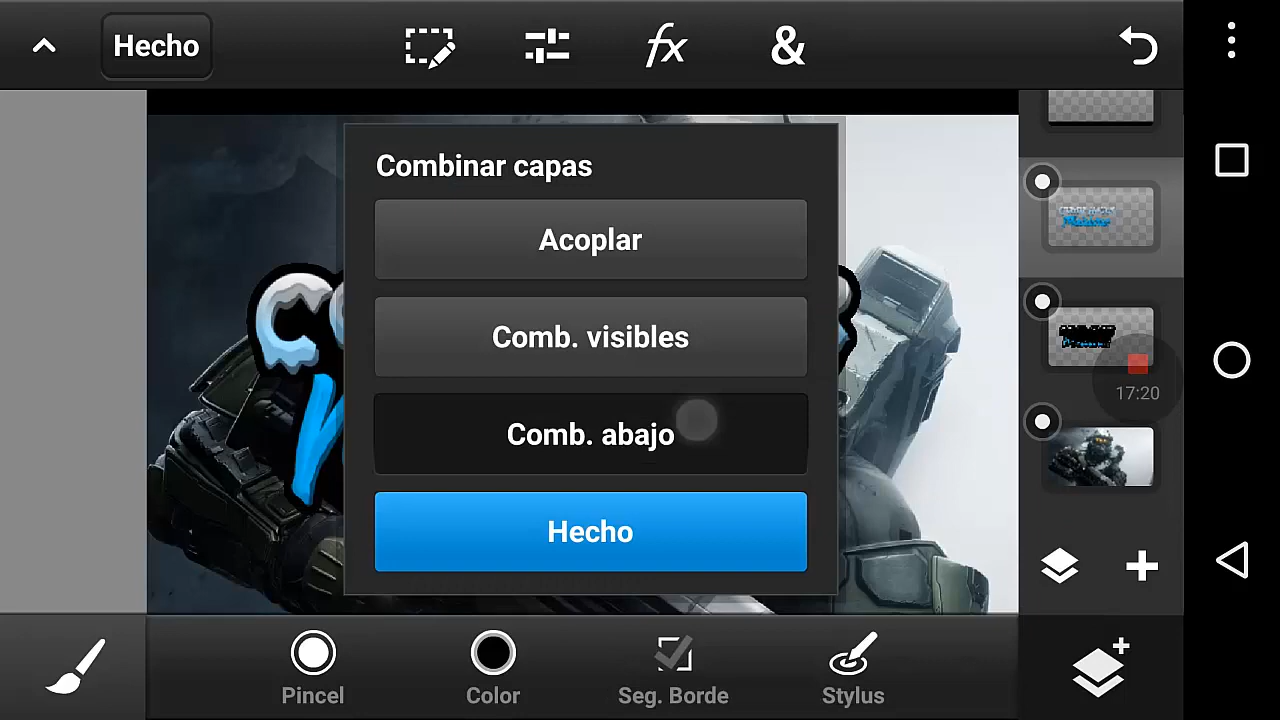 Hecho
fx
&
Combinar capas
Acoplar
Comb. visibles
Comb. abajo
Hecho
17:20
Pincel
Color
Seg. Borde
Stylus